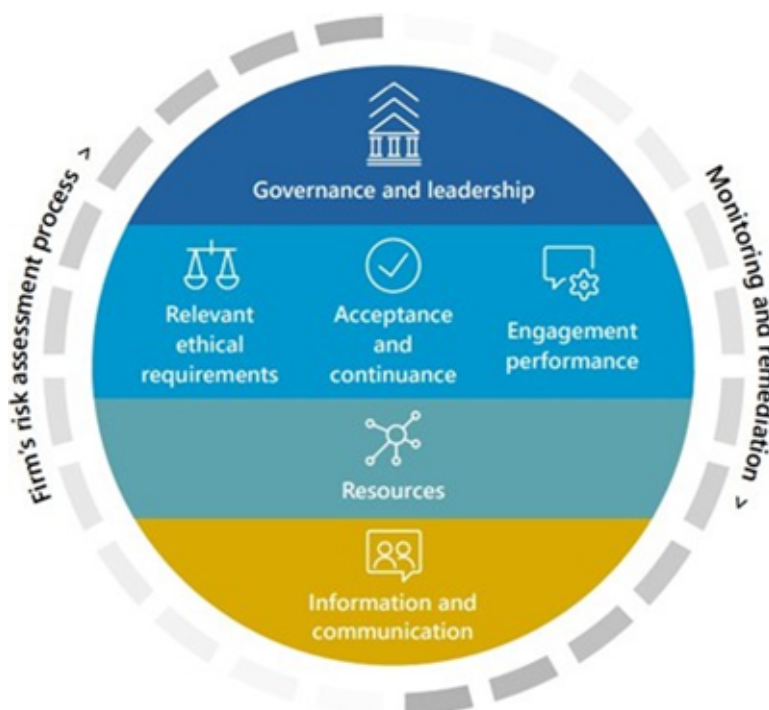 Firm's risk assessment process >
Governance and leadership
Relevant
ethical
requirements
Acceptance
and
continuance
Engagement
performance
Resources
Information and
communication
Monitoring and remediation >